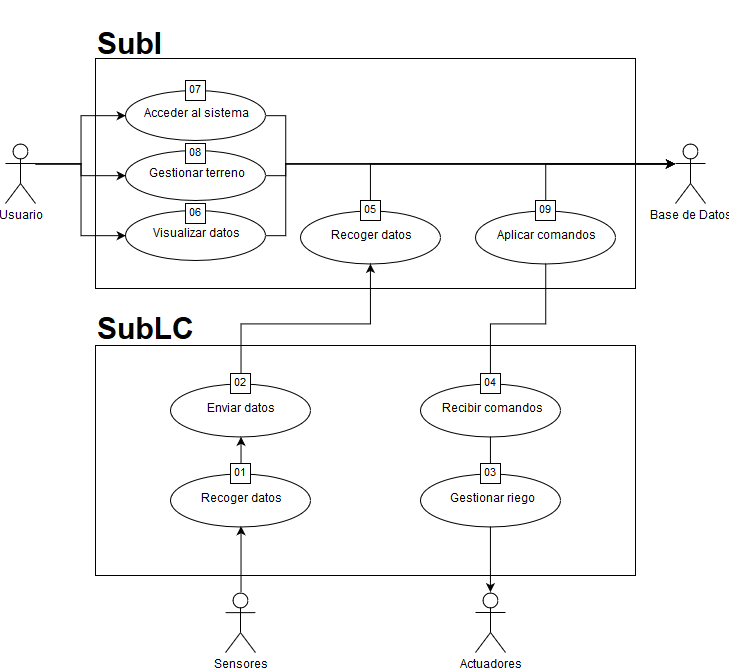 SubI
07
Acceder al sistema
08
Gestionar terreno
06
Visualizar datos
05
Recoger datos
09
Aplicar comandos
Usuario
Base de Datos
SubLC
02
Enviar datos
04
Recibir comandos
01
Recoger datos
03
Gestionar riego
Sensores
Actuadores